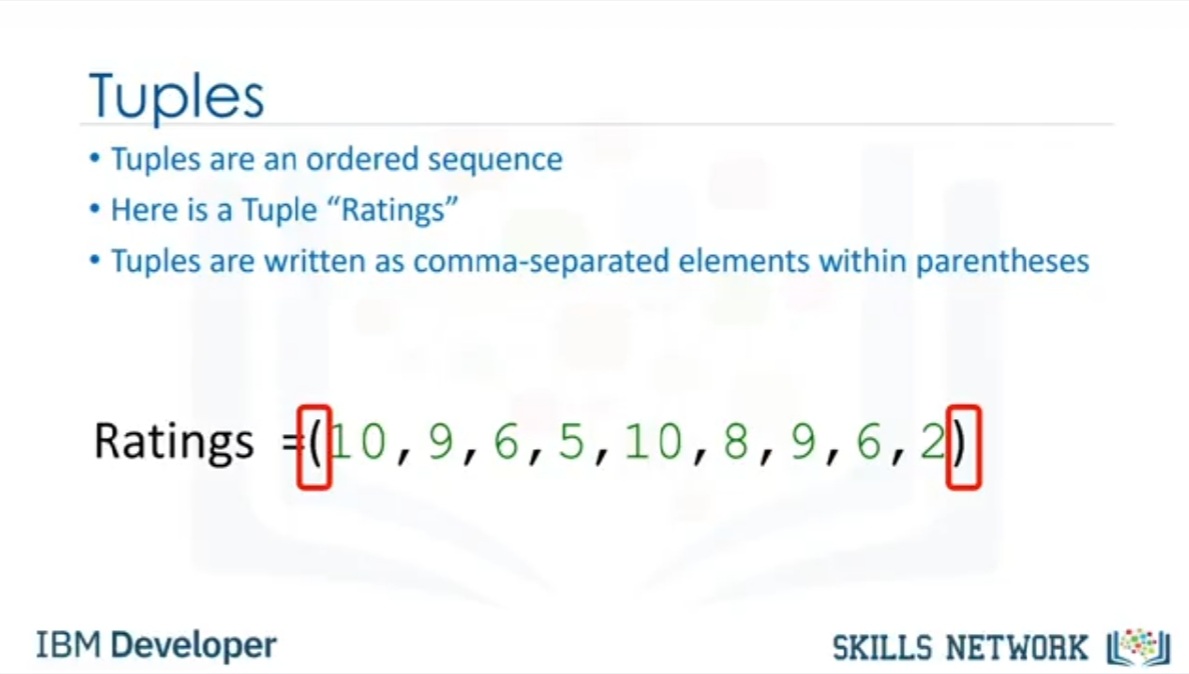 Tuples
• Tuples are an ordered sequence
• Here is a Tuple “Ratings”
• Tuples are written as comma-separated elements within parentheses
Ratings =(10,9,6,5,10,8,9,6,2)
IBM Developer
SKILLS NETWORK